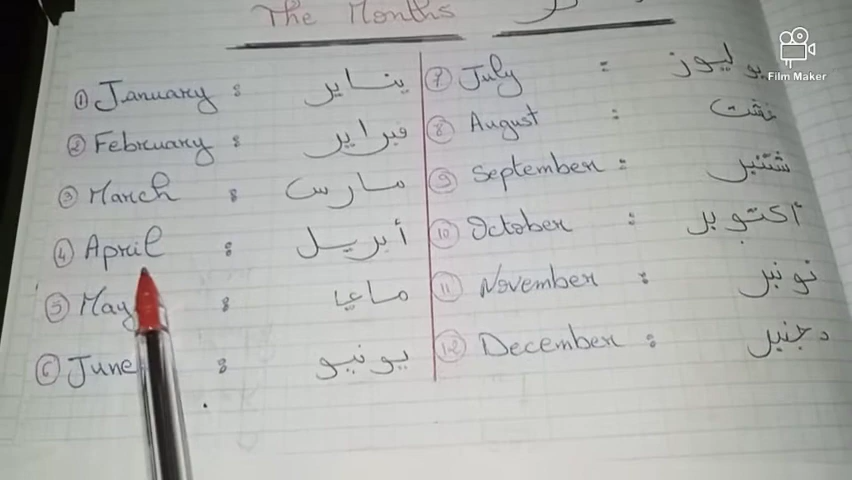 The Months
① January : يناير
② February : فبراير
③ March : مارس
④ April : أبريل
⑤ May : ماي
⑥ June : يونيو
⑦ July : يوليوز
⑧ August : غشت
⑨ September : شتنبر
⑩ October : أكتوبر
⑪ November : نونبر
⑫ December : دجنبر
Film Maker